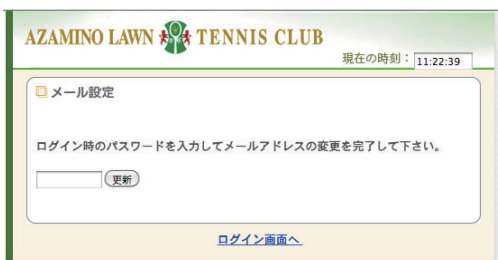 AZAMINO LAWN TENNIS CLUB
現在の時刻： 11:22:39
メール設定
ログイン時のパスワードを入力してメールアドレスの変更を完了して下さい。
更新
ログイン画面へ